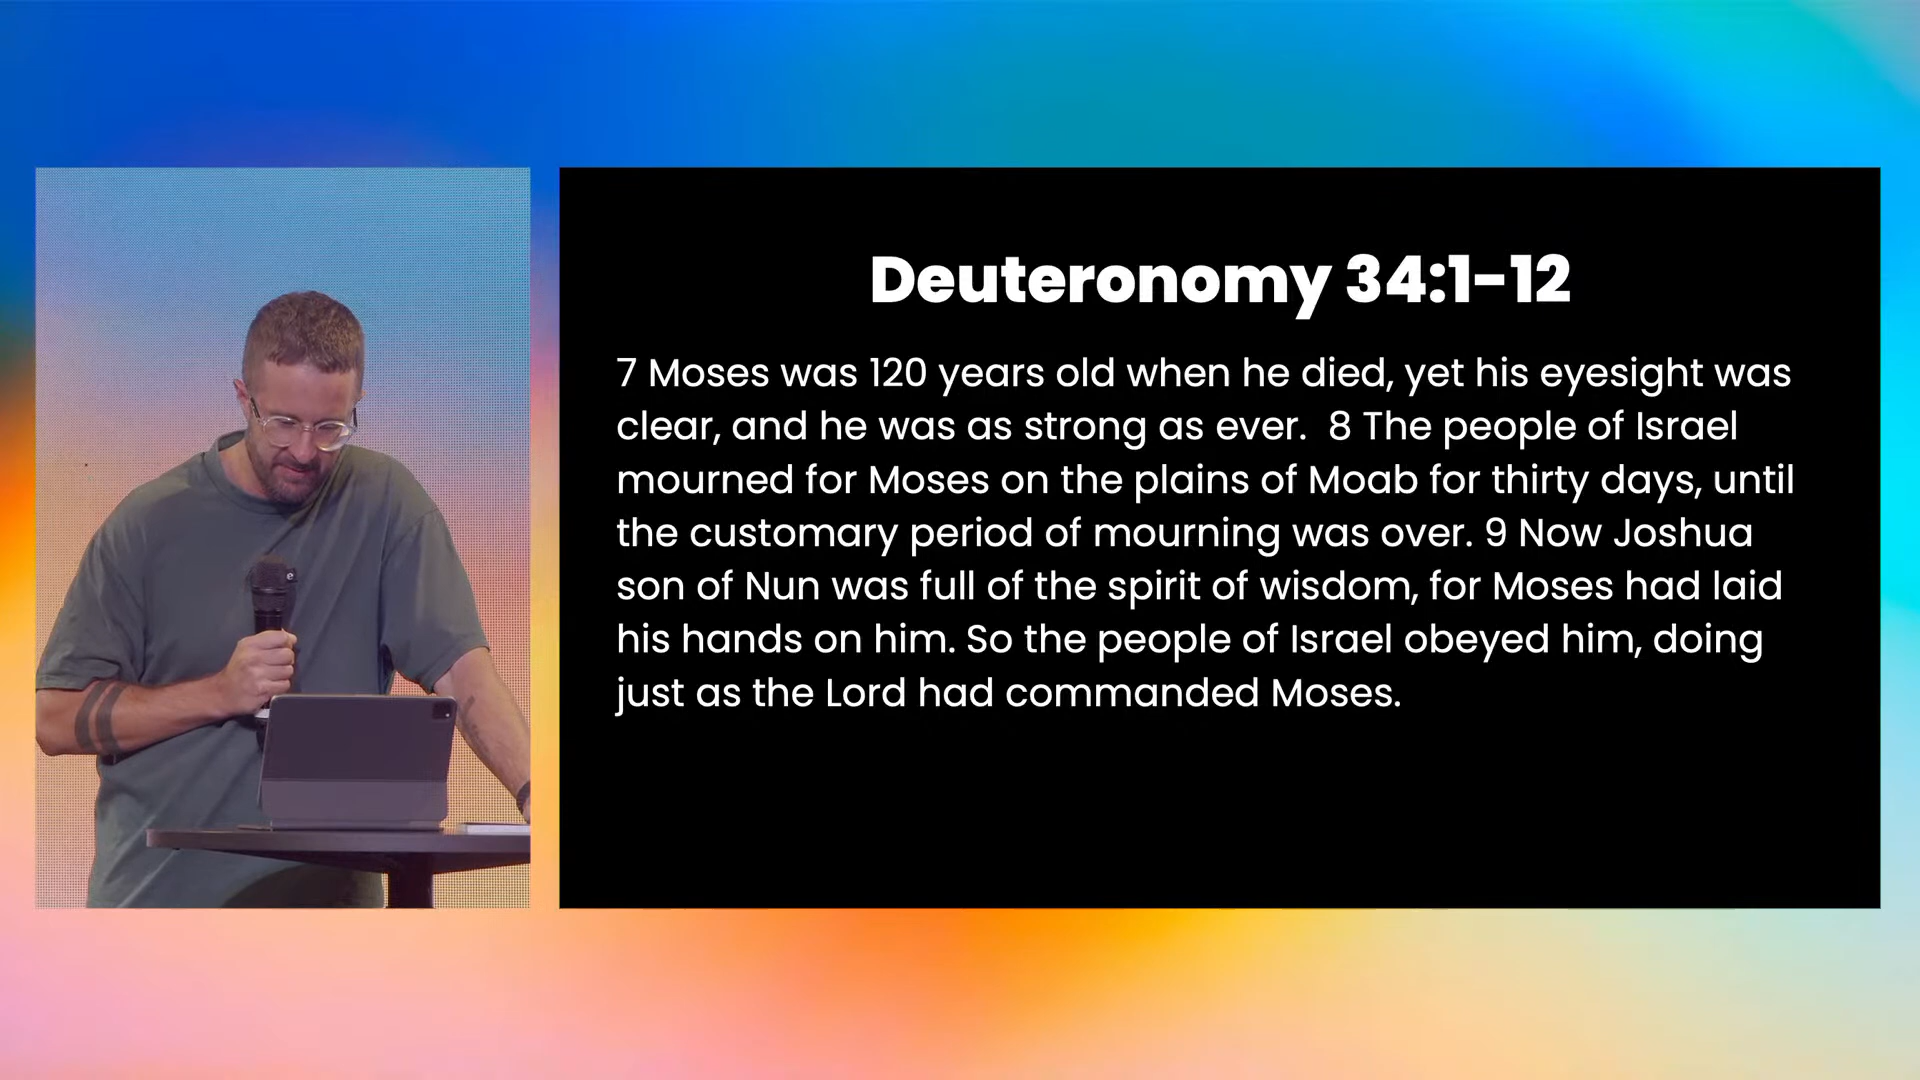 Deuteronomy 34:1-12
7 Moses was 120 years old when he died, yet his eyesight was
clear, and he was as strong as ever.  8 The people of Israel
mourned for Moses on the plains of Moab for thirty days, until
the customary period of mourning was over. 9 Now Joshua
son of Nun was full of the spirit of wisdom, for Moses had laid
his hands on him. So the people of Israel obeyed him, doing
just as the Lord had commanded Moses.